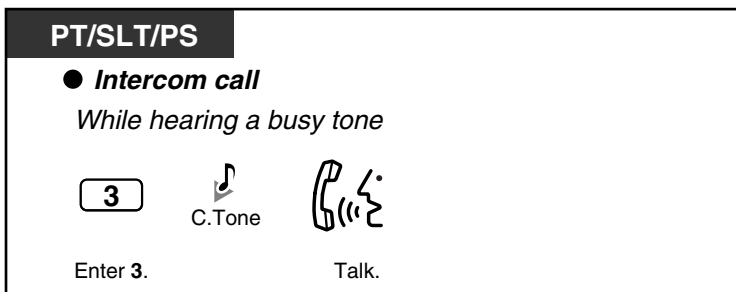 PT/SLT/PS
● Intercom call
While hearing a busy tone
3
C.Tone
Enter 3. Talk.